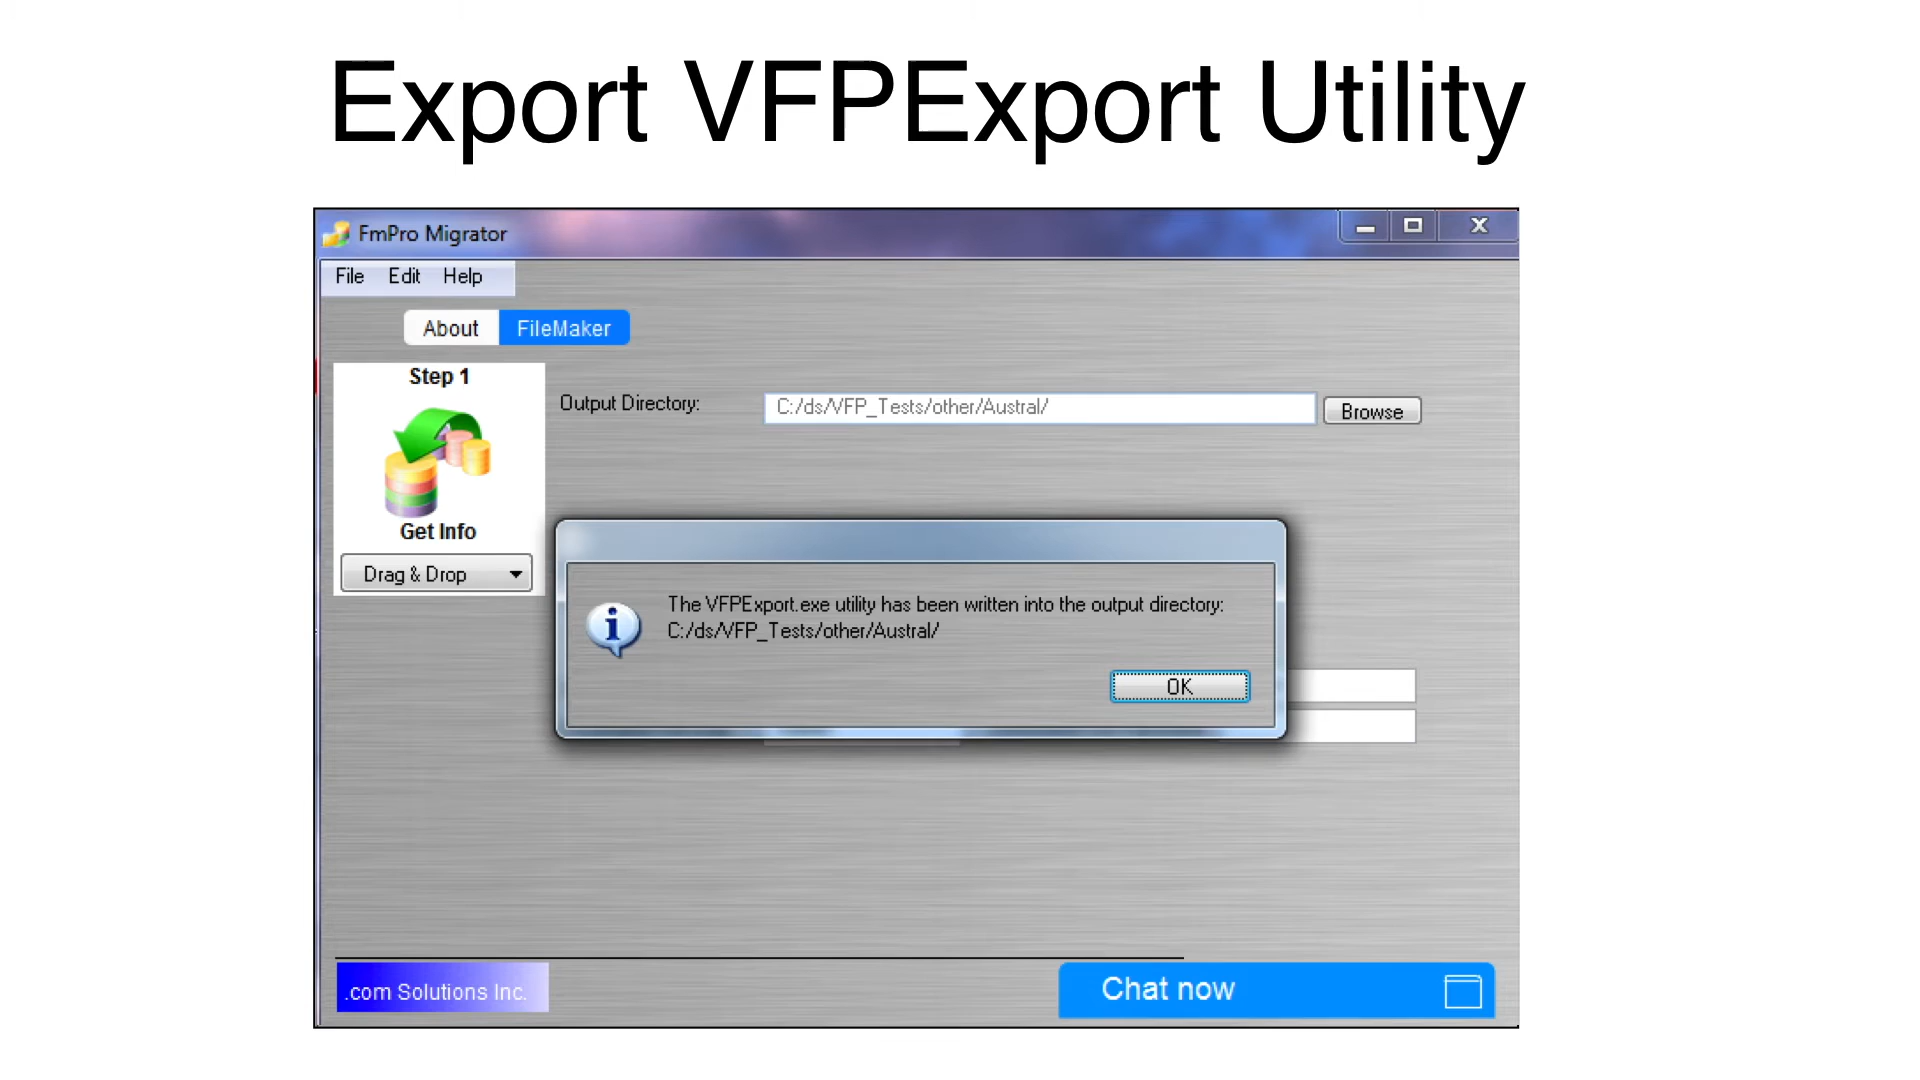 Export VFPExport Utility
FmPro Migrator
File Edit Help
About FileMaker
Step 1
Output Directory: C:/ds/VFP_Tests/other/Austral/ Browse
Get Info
Drag & Drop
The VFPExport.exe utility has been written into the output directory:
C:/ds/VFP_Tests/other/Austral/
OK
.com Solutions Inc.
Chat now